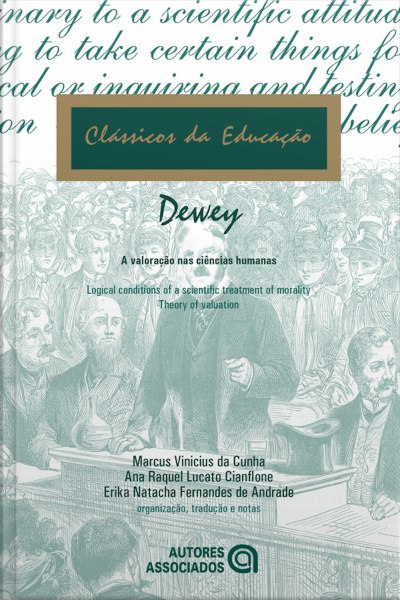 nary to a scientific attitud
g to take certain things fo
cal or inquiring and testin
ion
belie
Clássicos da Educação
Dewey
A valoração nas ciências humanas
Logical conditions of a scientific treatment of morality
Theory of valuation
Marcus Vinicius da Cunha
Ana Raquel Lucato Cianflone
Erika Natacha Fernandes de Andrade
organização, tradução e notas
AUTORES
ASSOCIADOS